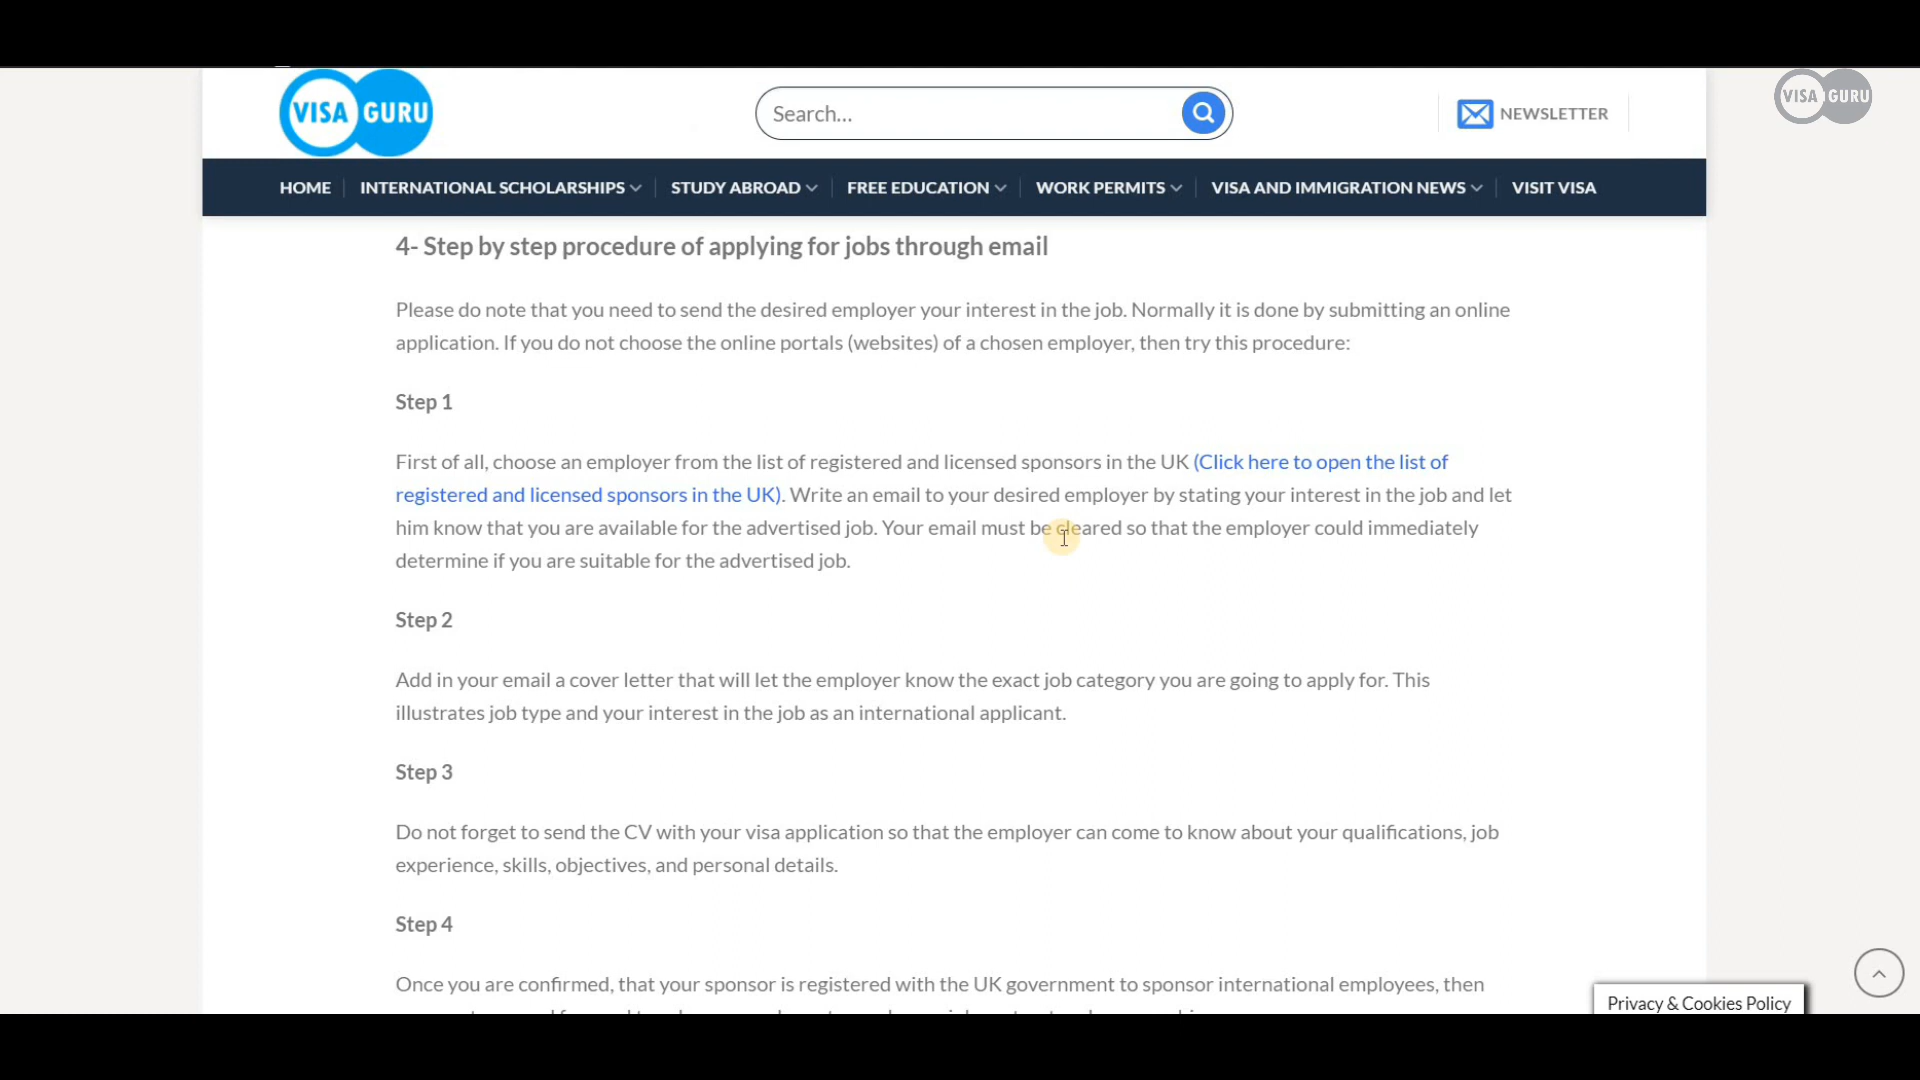 VISA GURU
Search...
NEWSLETTER
VISA GURU
HOME
INTERNATIONAL SCHOLARSHIPS
STUDY ABROAD
FREE EDUCATION
WORK PERMITS
VISA AND IMMIGRATION NEWS
VISIT VISA
4- Step by step procedure of applying for jobs through email
Please do note that you need to send the desired employer your interest in the job. Normally it is done by submitting an online
application. If you do not choose the online portals (websites) of a chosen employer, then try this procedure:
Step 1
First of all, choose an employer from the list of registered and licensed sponsors in the UK (Click here to open the list of
registered and licensed sponsors in the UK). Write an email to your desired employer by stating your interest in the job and let
him know that you are available for the advertised job. Your email must be cleared so that the employer could immediately
determine if you are suitable for the advertised job.
Step 2
Add in your email a cover letter that will let the employer know the exact job category you are going to apply for. This
illustrates job type and your interest in the job as an international applicant.
Step 3
Do not forget to send the CV with your visa application so that the employer can come to know about your qualifications, job
experience, skills, objectives, and personal details.
Step 4
Once you are confirmed, that your sponsor is registered with the UK government to sponsor international employees, then
Privacy & Cookies Policy